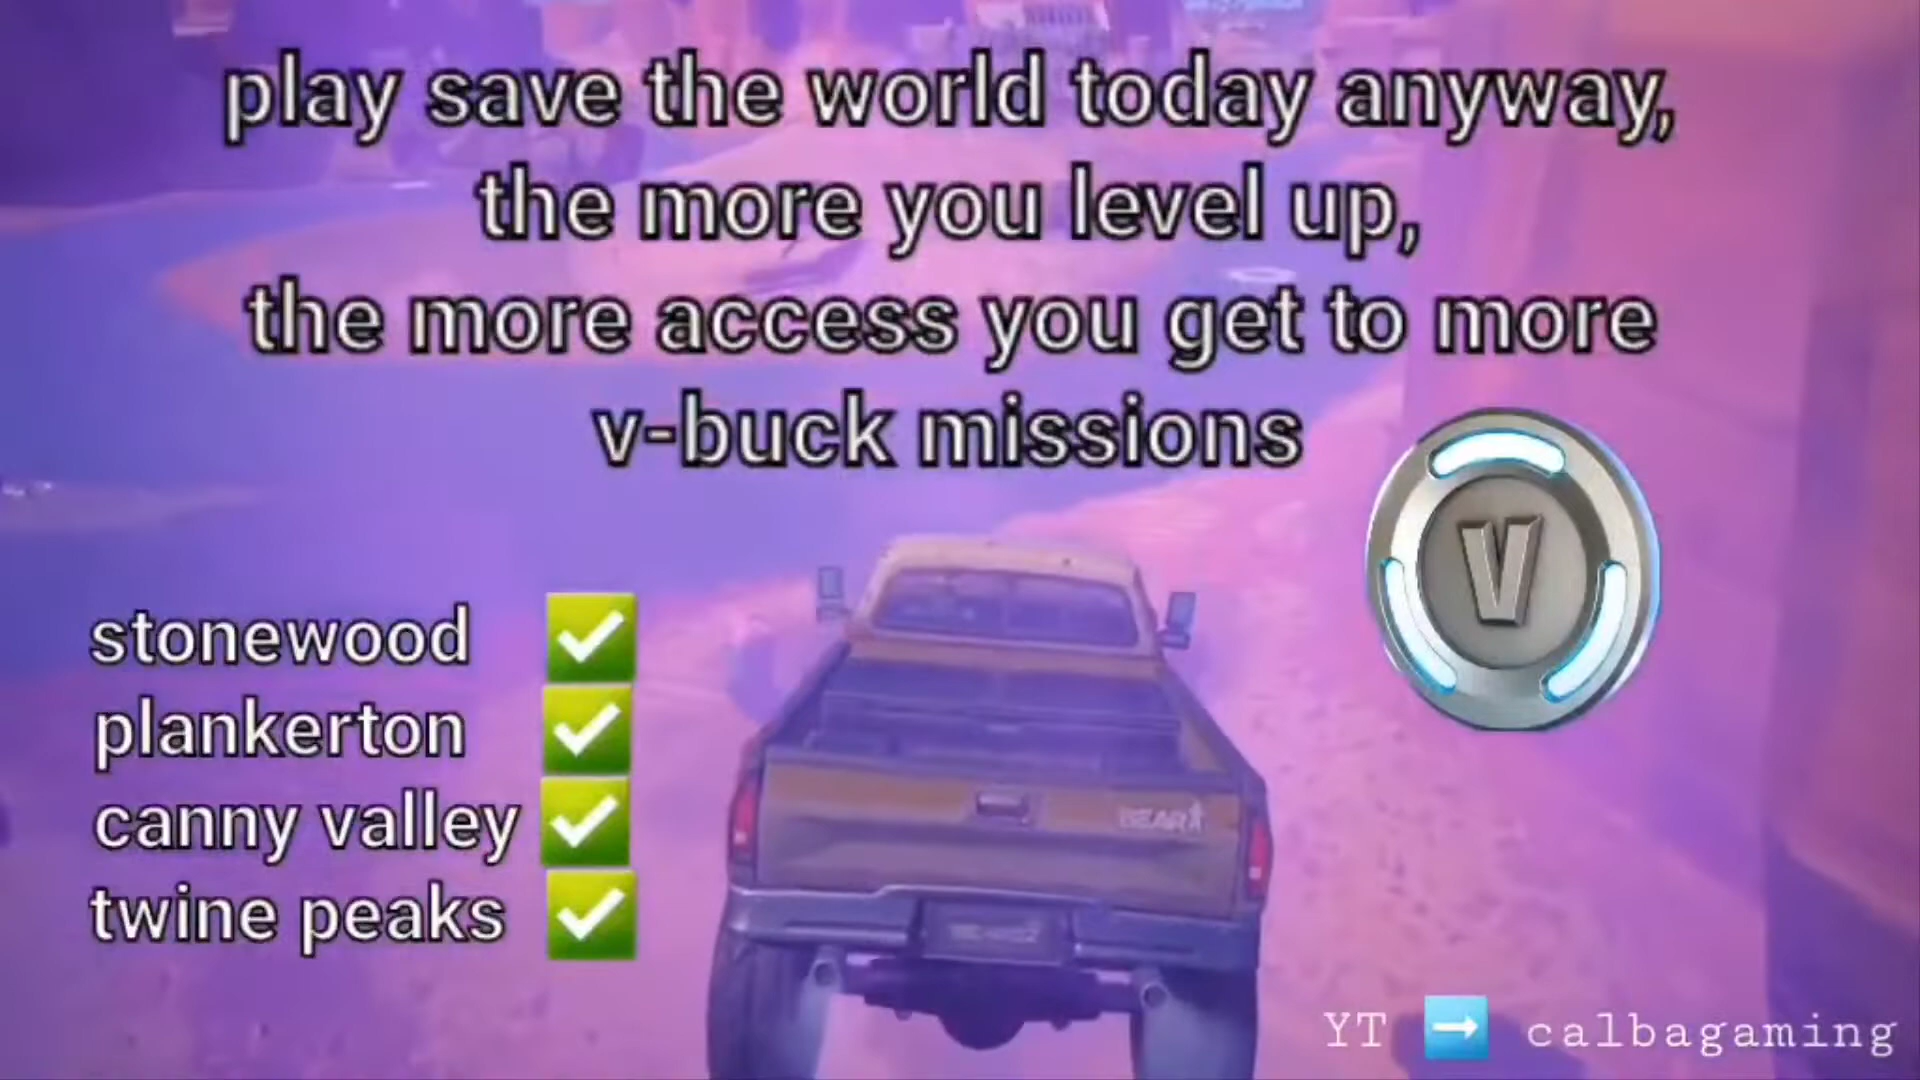 play save the world today anyway,
the more you level up,
the more access you get to more
v-buck missions
V
stonewood ✅
plankerton ✅
canny valley ✅
twine peaks ✅
BEAR
YT ➡ calbagaming